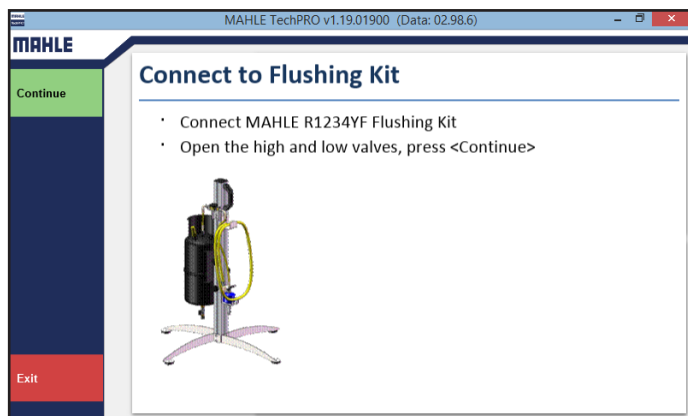 MAHLE TechPRO v1.19.01900 (Data: 02.98.6)
MAHLE
Continue
Connect to Flushing Kit
· Connect MAHLE R1234YF Flushing Kit
· Open the high and low valves, press <Continue>
Exit